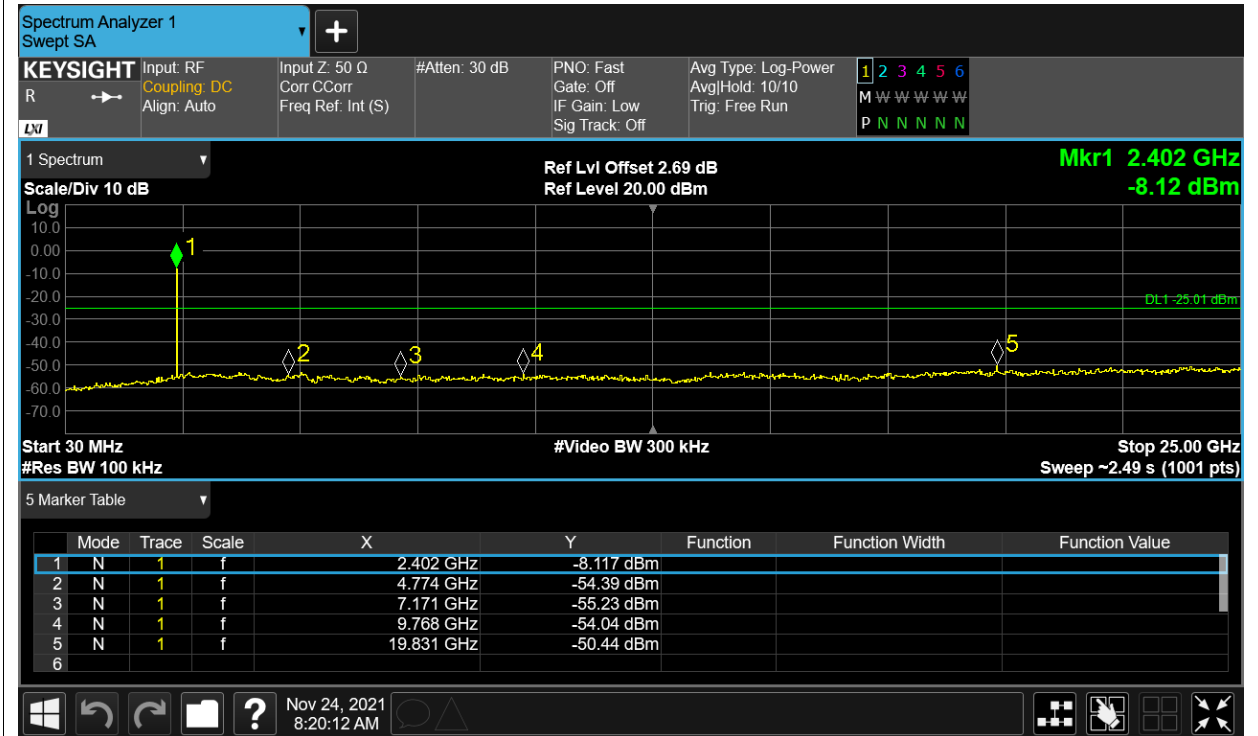 Spectrum Analyzer 1
Swept SA
+
KEYSIGHT Input: RF Input Z: 50 Ω #Atten: 30 dB PNO: Fast Avg Type: Log-Power 1 2 3 4 5 6
R Coupling: DC Corr CCorr Gate: Off Avg|Hold: 10/10 M W W W W W W
Align: Auto Freq Ref: Int (S) IF Gain: Low Trig: Free Run
LXI Sig Track: Off P N N N N N N
1 Spectrum Ref Lvl Offset 2.69 dB Mkr1 2.402 GHz
Scale/Div 10 dB Ref Level 20.00 dBm -8.12 dBm
Log
10.0
0.00 1
-10.0
-20.0 DL1 -25.01 dBm
-30.0
-40.0 2 3 4 5
-50.0
-60.0
-70.0
Start 30 MHz #Video BW 300 kHz Stop 25.00 GHz
#Res BW 100 kHz Sweep ~2.49 s (1001 pts)
5 Marker Table
Mode Trace Scale X Y Function Function Width Function Value
1 N 1 f 2.402 GHz -8.117 dBm
2 N 1 f 4.774 GHz -54.39 dBm
3 N 1 f 7.171 GHz -55.23 dBm
4 N 1 f 9.768 GHz -54.04 dBm
5 N 1 f 19.831 GHz -50.44 dBm
6
? Nov 24, 2021
8:20:12 AM